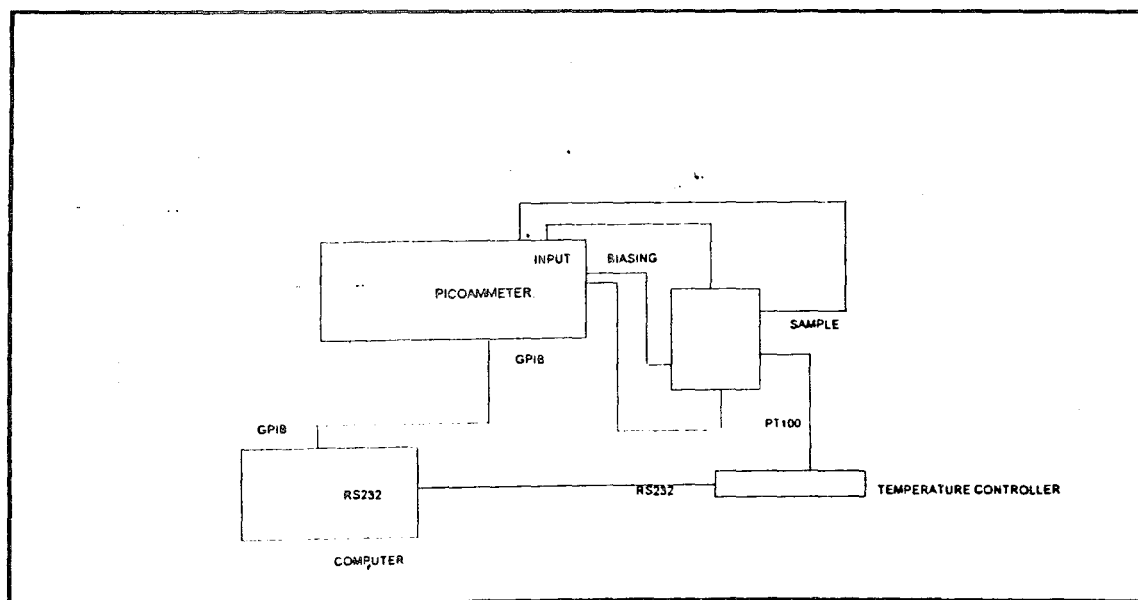 INPUT
BIASING
PICOAMMETER
SAMPLE
GPIB
GPIB
PT100
RS232
RS232
TEMPERATURE CONTROLLER
COMPUTER